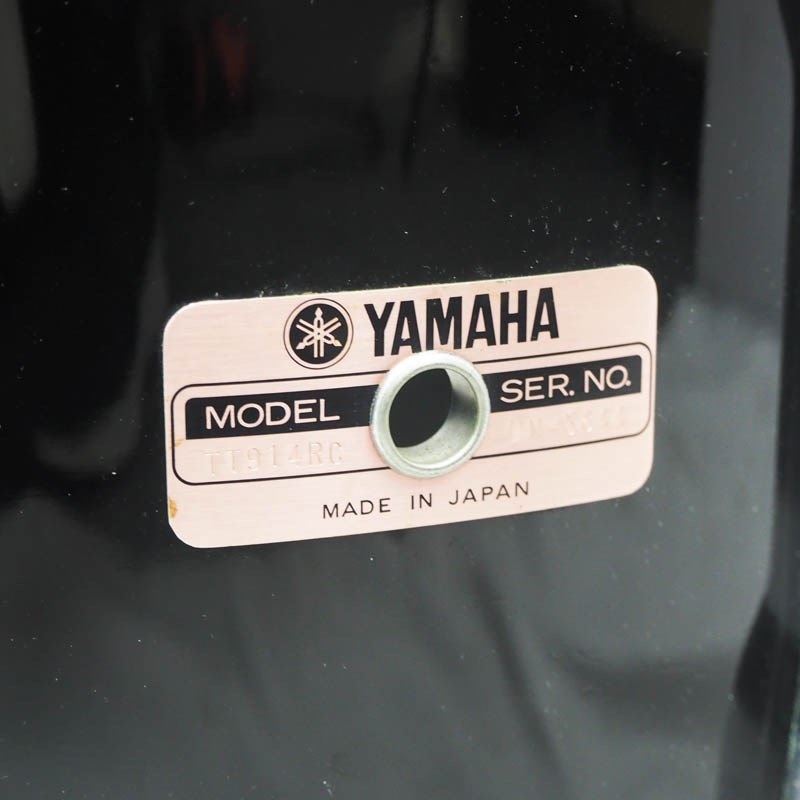 YAMAHA
MODEL SER. NO.
TT914RC
MADE IN JAPAN